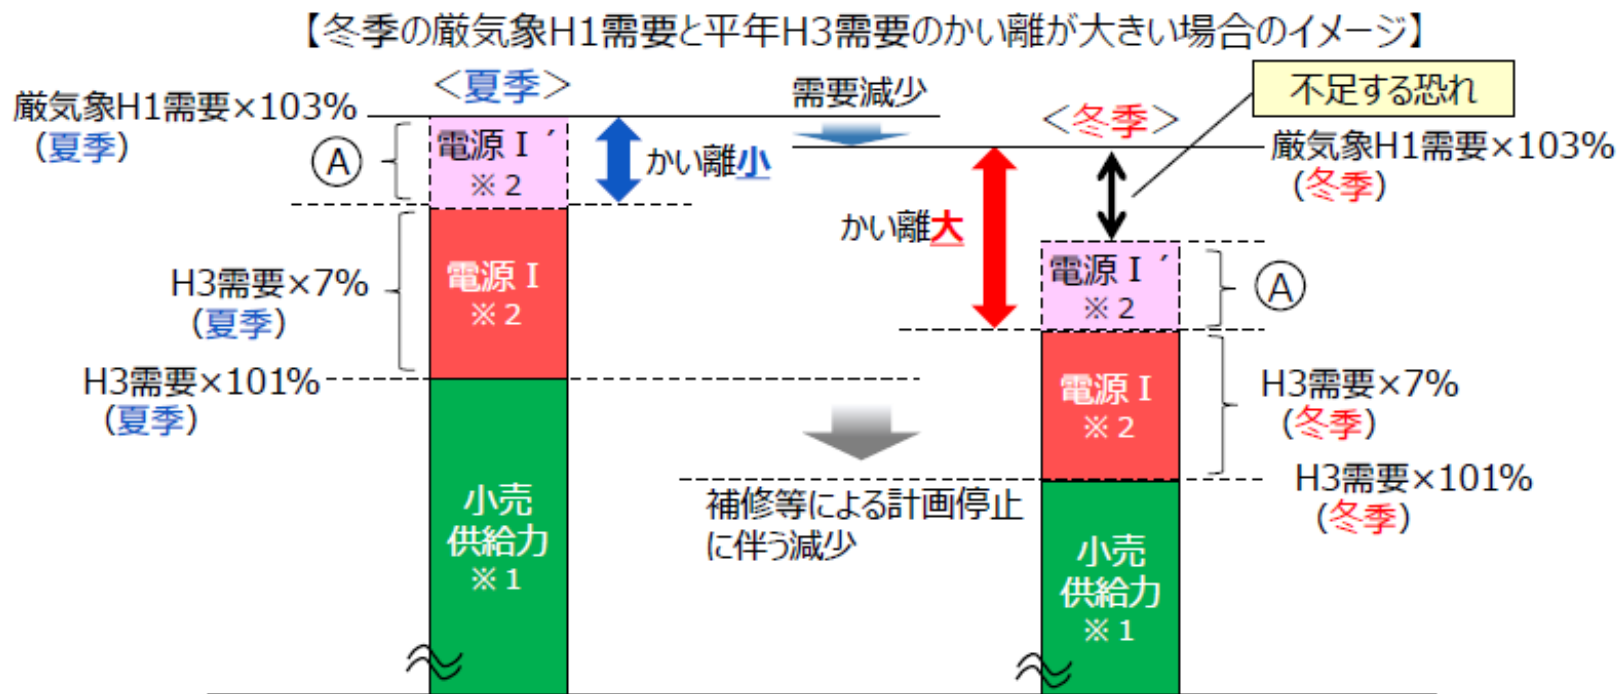 【冬季の厳気象H1需要と平年H3需要のかい離が大きい場合のイメージ】
<夏季>
厳気象H1需要×103%
（夏季）
A
電源Ⅰ´
※2
かい離小
需要減少
不足する恐れ
<冬季>
厳気象H1需要×103%
（冬季）
かい離大
H3需要×7%
（夏季）
電源Ⅰ
※2
電源Ⅰ´
※2
A
H3需要×101%
（夏季）
電源Ⅰ
※2
H3需要×7%
（冬季）
小売
供給力
※1
補修等による計画停止
に伴う減少
H3需要×101%
（冬季）
小売
供給力
※1